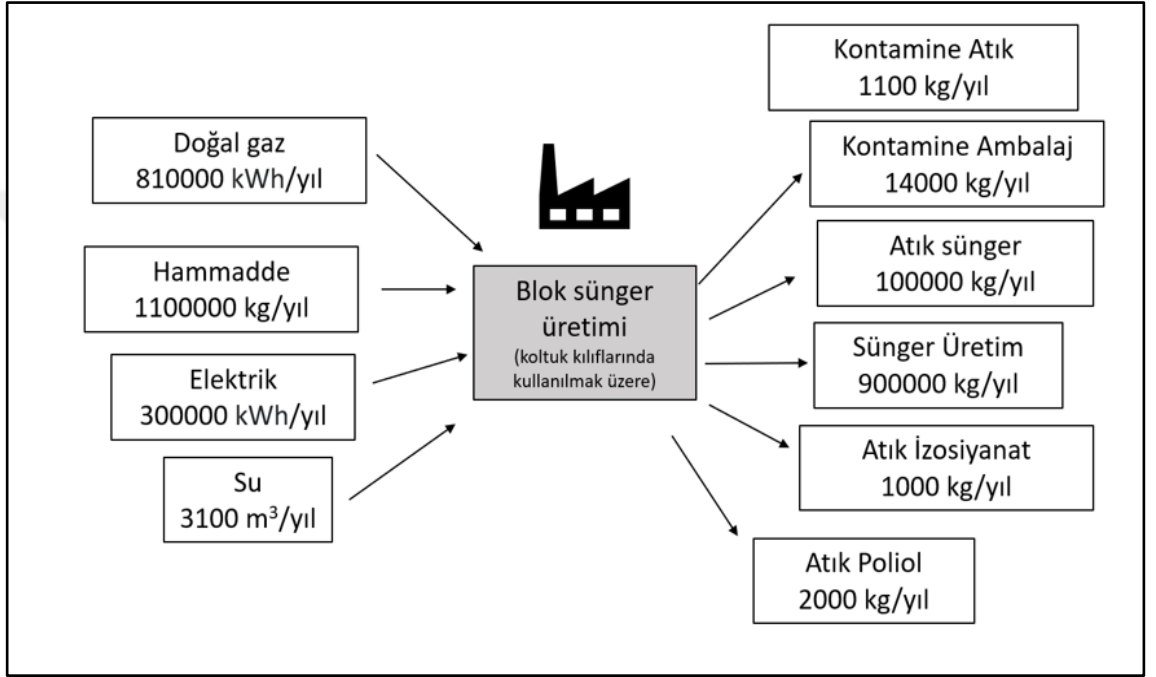 Doğal gaz
810000 kWh/yıl
Hammadde
1100000 kg/yıl
Elektrik
300000 kWh/yıl
Su
3100 m³/yıl
Blok sünger
üretimi
(koltuk kılıflarında
kullanılmak üzere)
Kontamine Atık
1100 kg/yıl
Kontamine Ambalaj
14000 kg/yıl
Atık sünger
100000 kg/yıl
Sünger Üretim
900000 kg/yıl
Atık İzosiyanat
1000 kg/yıl
Atık Poliol
2000 kg/yıl